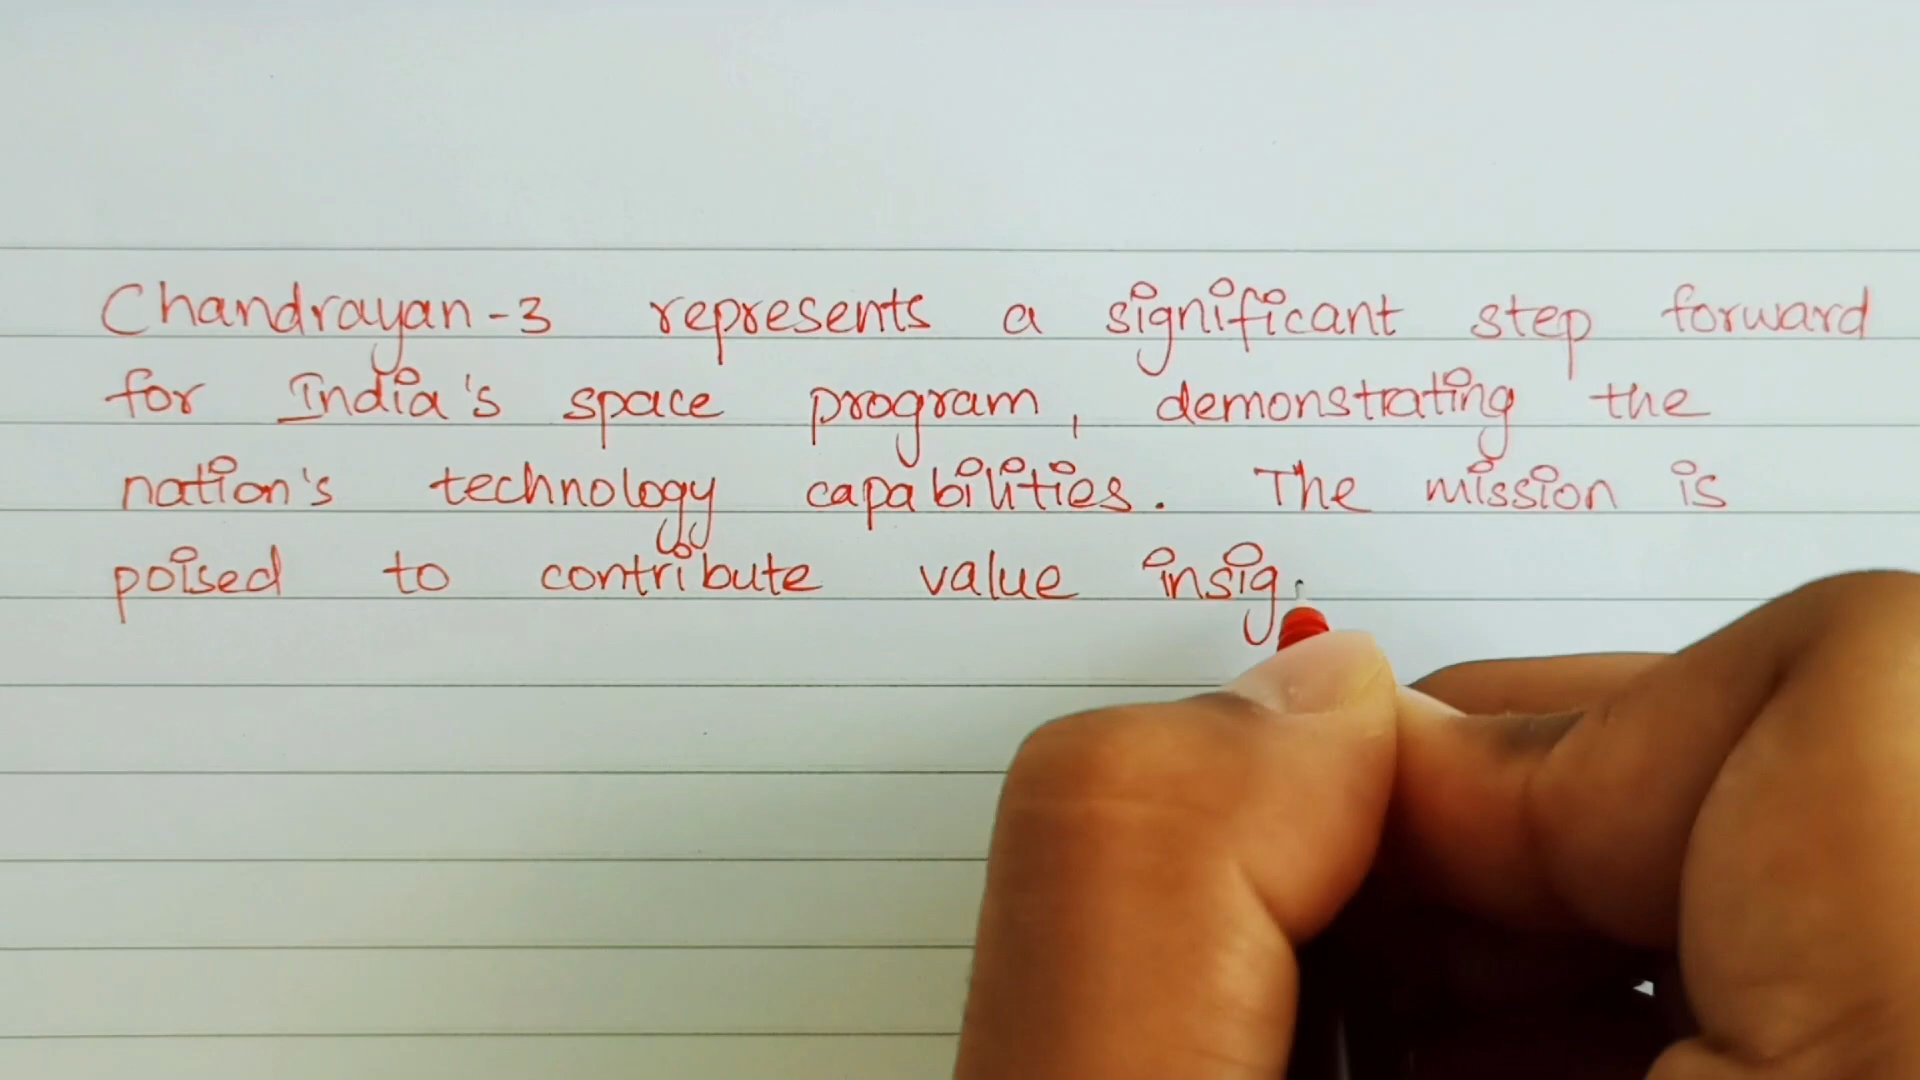 Chandrayan-3 represents a significant step forward
for India's space program, demonstrating the
nation's technology capabilities. The mission is
poised to contribute value insig